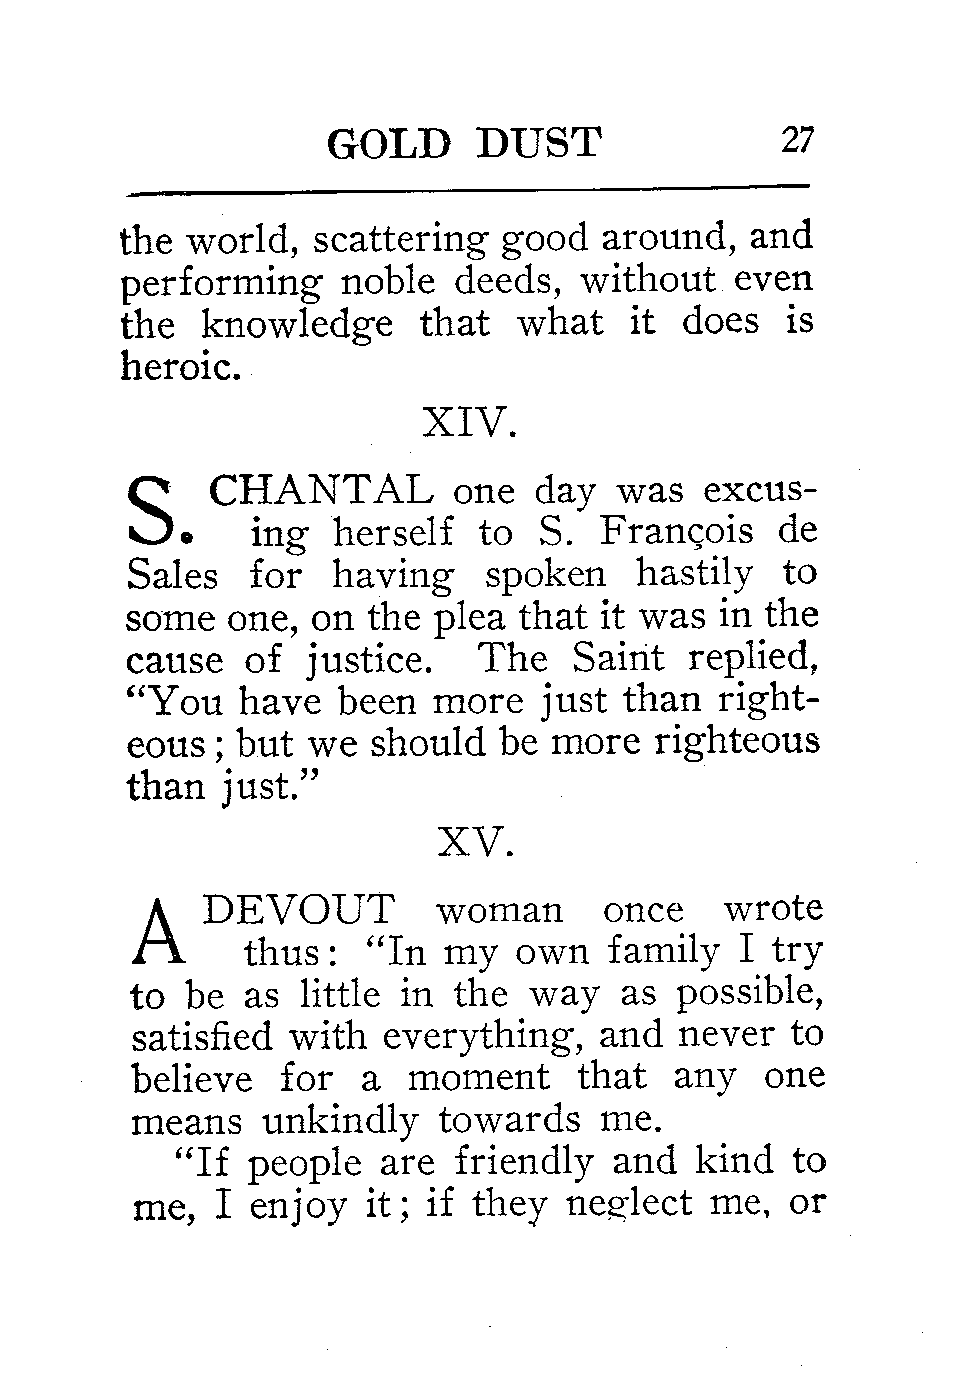 GOLD DUST 27
the world, scattering good around, and
performing noble deeds, without even
the knowledge that what it does is
heroic.
XIV.
S. CHANTAL one day was excus-
ing herself to S. François de
Sales for having spoken hastily to
some one, on the plea that it was in the
cause of justice. The Saint replied,
“You have been more just than right-
eous; but we should be more righteous
than just.”
XV.
A DEVOUT woman once wrote
thus: “In my own family I try
to be as little in the way as possible,
satisfied with everything, and never to
believe for a moment that any one
means unkindly towards me.
“If people are friendly and kind to
me, I enjoy it; if they neglect me, or